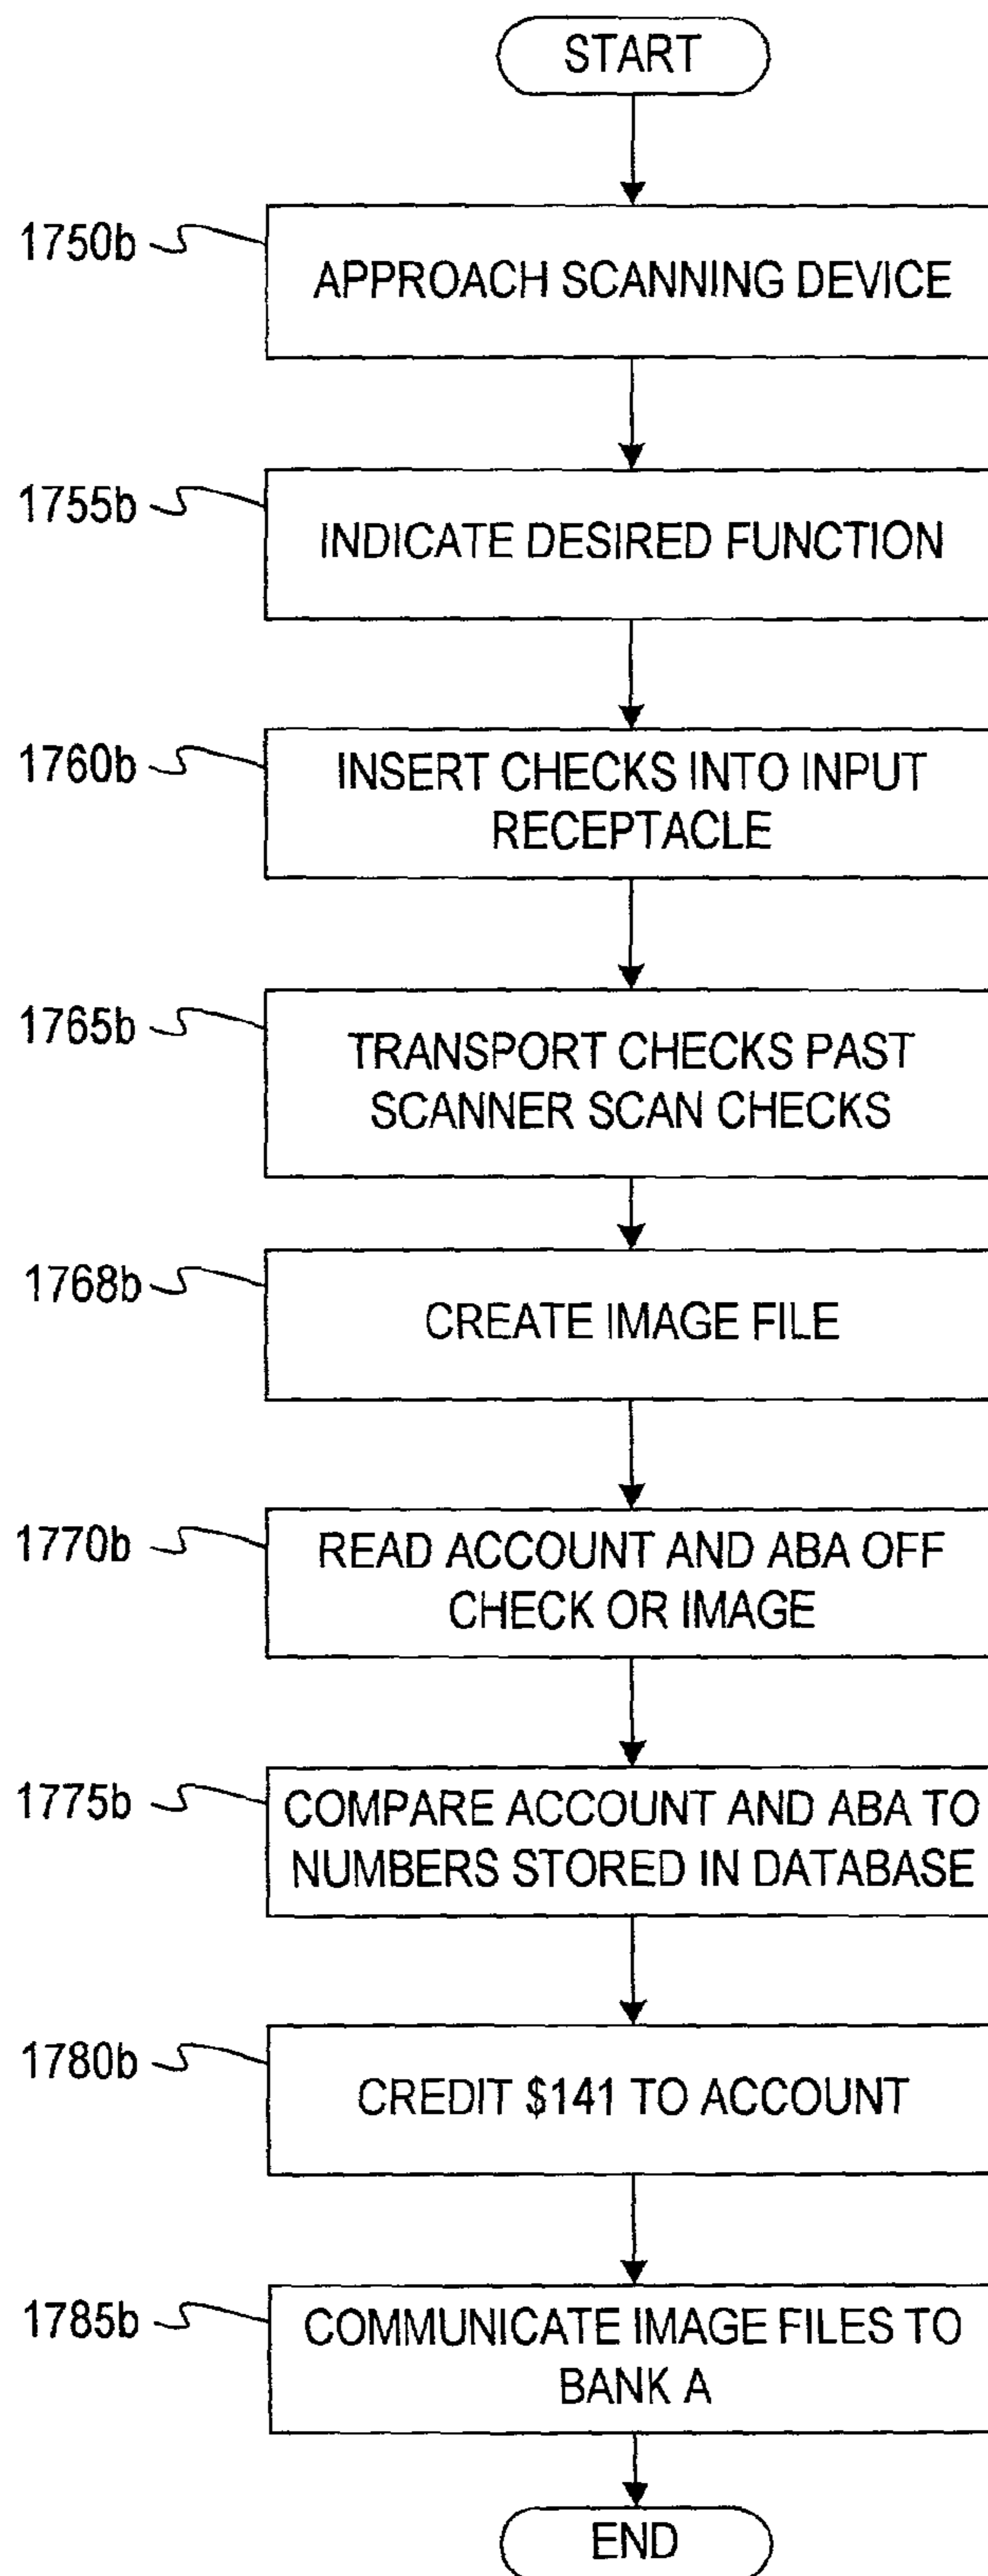 START
1750b
APPROACH SCANNING DEVICE
1755b
INDICATE DESIRED FUNCTION
1760b
INSERT CHECKS INTO INPUT
RECEPTACLE
1765b
TRANSPORT CHECKS PAST
SCANNER SCAN CHECKS
1768b
CREATE IMAGE FILE
1770b
READ ACCOUNT AND ABA OFF
CHECK OR IMAGE
1775b
COMPARE ACCOUNT AND ABA TO
NUMBERS STORED IN DATABASE
1780b
CREDIT $141 TO ACCOUNT
1785b
COMMUNICATE IMAGE FILES TO
BANK A
END